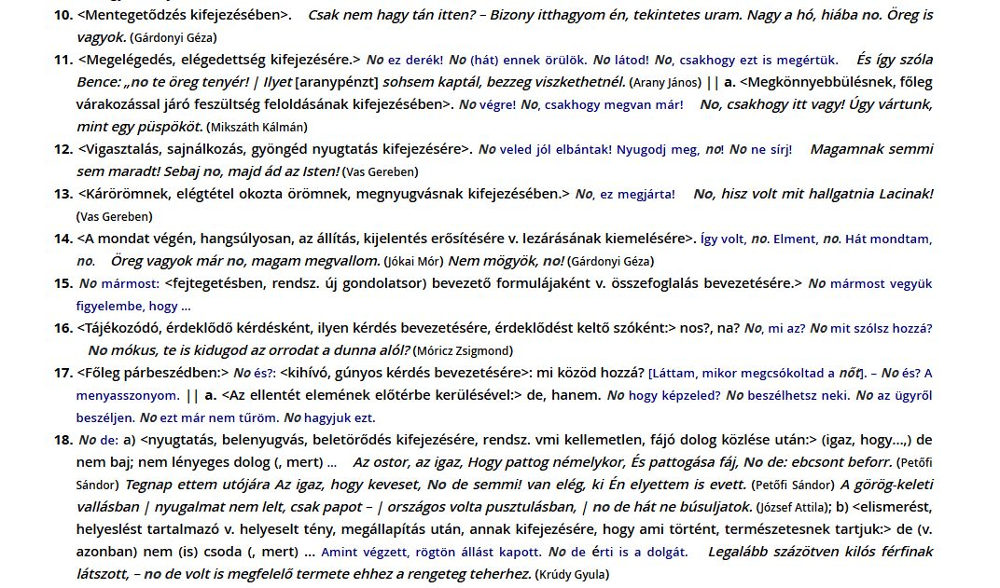 10. <Mentegetődzés kifejezésében>. Csak nem hagy tán itten? – Bizony itthagyom én, tekintetes uram. Nagy a hó, hiába no. Öreg is
vagyok. (Gárdonyi Géza)
11. <Megelégedés, elégedettség kifejezésére.> No ez derék! No (hát) ennek örülök. No látod! No, csakhogy ezt is megértük. És így szóla
Bence: „no te öreg tenyér! | Ilyet [aranypénzt] sohsem kaptál, bezzeg viszkethetnél. (Arany János) || a. <Megkönnyebbülésnek, főleg
várakozással járó feszültség feloldásának kifejezésében>. No végre! No, csakhogy megvan már! No, csakhogy itt vagy! Úgy vártunk,
mint egy püspököt. (Mikszáth Kálmán)
12. <Vigasztalás, sajnálkozás, gyöngéd nyugtatás kifejezésére>. No veled jól elbántak! Nyugodj meg, no! No ne sírj! Magamnak semmi
sem maradt! Sebaj no, majd ád az Isten! (Vas Gereben)
13. <Kárörömnek, elégtétel okozta örömnek, megnyugvásnak kifejezésében.> No, ez megjárta! No, hisz volt mit hallgatnia Lacinak!
(Vas Gereben)
14. <A mondat végén, hangsúlyosan, az állítás, kijelentés erősítésére v. lezárásának kiemelésére>. Így volt, no. Elment, no. Hát mondtam,
no. Öreg vagyok már no, magam megvallom. (Jókai Mór) Nem mögyök, no! (Gárdonyi Géza)
15. No mármost: <fejtegetésben, rendsz. új gondolatsor) bevezető formulájaként v. összefoglalás bevezetésére.> No mármost vegyük
figyelembe, hogy ...
16. <Tájékozódó, érdeklődő kérdésként, ilyen kérdés bevezetésére, érdeklődést keltő szóként:> nos?, na? No, mi az? No mit szólsz hozzá?
No mókus, te is kidugod az orrodat a dunna alól? (Móricz Zsigmond)
17. <Főleg párbeszédben:> No és?: <kihívó, gúnyos kérdés bevezetésére>: mi közöd hozzá? [Láttam, mikor megcsókoltad a nőt]. – No és? A
menyasszonyom. || a. <Az ellentét elemének előtérbe kerülésével:> de, hanem. No hogy képzeled? No beszélhetsz neki. No az ügyről
beszéljen. No ezt már nem tűröm. No hagyjuk ezt.
18. No de: a) <nyugtatás, belenyugvás, beletörődés kifejezésére, rendsz. vmi kellemetlen, fájó dolog közlése után:> (igaz, hogy...,) de
nem baj; nem lényeges dolog (, mert) ... Az ostor, az igaz, Hogy pattog némelykor, És pattogása fáj, No de: ebcsont beforr. (Petőfi
Sándor) Tegnap ettem utójára Az igaz, hogy keveset, No de semmi! van elég, ki Én elyettem is evett. (Petőfi Sándor) A görög-keleti
vallásban | nyugalmat nem lelt, csak papot – | országos volta pusztulásban, | no de hát ne búsuljatok. (József Attila); b) <elismerést,
helyeslést tartalmazó v. helyeselt tény, megállapítás után, annak kifejezésére, hogy ami történt, természetesnek tartjuk:> de (v.
azonban) nem (is) csoda (, mert) ... Amint végzett, rögtön állást kapott. No de érti is a dolgát. Legalább százötven kilós férfinak
látszott, – no de volt is megfelelő termete ehhez a rengeteg teherhez. (Krúdy Gyula)